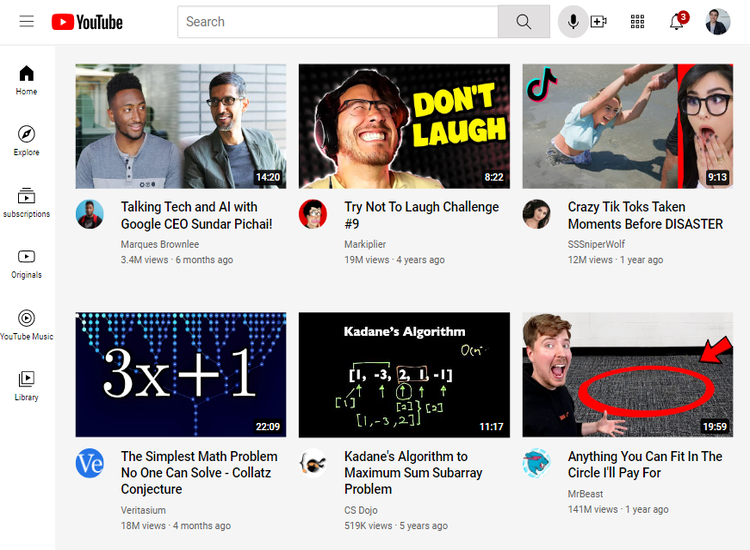 YouTube
Search
3
Home
Explore
subscriptions
Originals
YouTube Music
Library
14:20
Talking Tech and AI with
Google CEO Sundar Pichai!
Marques Brownlee
3.4M views · 6 months ago
DON'T
LAUGH
8:22
Try Not To Laugh Challenge
#9
Markiplier
19M views · 4 years ago
9:13
Crazy Tik Toks Taken
Moments Before DISASTER
SSSniperWolf
12M views · 1 year ago
3x+1
22:09
Ve
The Simplest Math Problem
No One Can Solve - Collatz
Conjecture
Veritasium
18M views · 4 months ago
Kadane's Algorithm
[1, -3, 2, 1, -1]
[1]
[2]
[2]
[1, -3, 2]
11:17
Kadane's Algorithm to
Maximum Sum Subarray
Problem
CS Dojo
519K views · 5 years ago
19:59
Anything You Can Fit In The
Circle I'll Pay For
MrBeast
141M views · 1 year ago